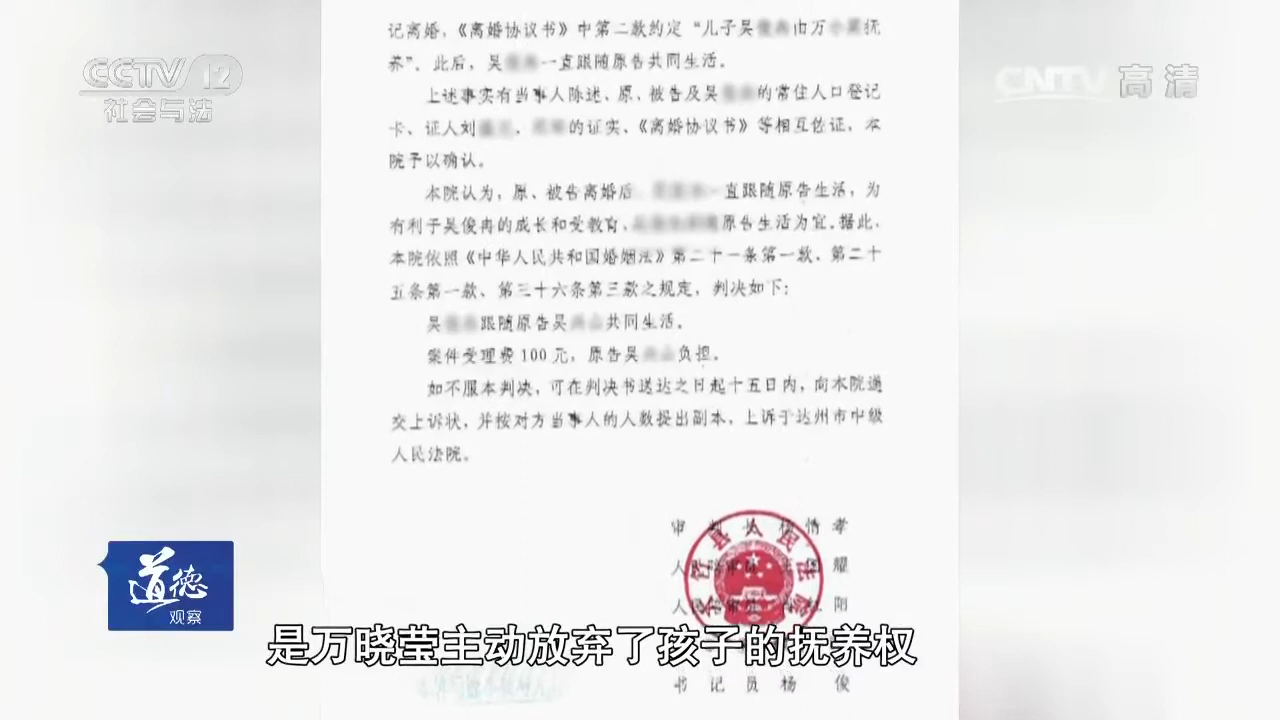 CCTV 12
社会与法
CNTV 高清
记离婚，《离婚协议书》中第二款约定“儿子吴由万抚
养”。此后，吴一直跟随原告共同生活。
上述事实有当事人陈述、原、被告及吴的常住人口登记
卡、证人刘、的证实、《离婚协议书》等相互佐证，本
院予以确认。
本院认为，原、被告离婚后，一直跟随原告生活，为
有利于吴俊冉的成长和受教育，原告生活为宜。据此，
本院依照《中华人民共和国婚姻法》第二十一条第一款、第二十
五条第一款、第三十六条第三款之规定，判决如下：
吴跟随原告吴共同生活。
案件受理费100元，原告吴负担。
如不服本判决，可在判决书送达之日起十五日内，向本院递
交上诉状，并按对方当事人的人数提出副本，上诉于达州市中级
人民法院。
审判长 情孝
人民 耀
人民 阳
道德
观察
是万晓莹主动放弃了孩子的抚养权
书记员杨俊